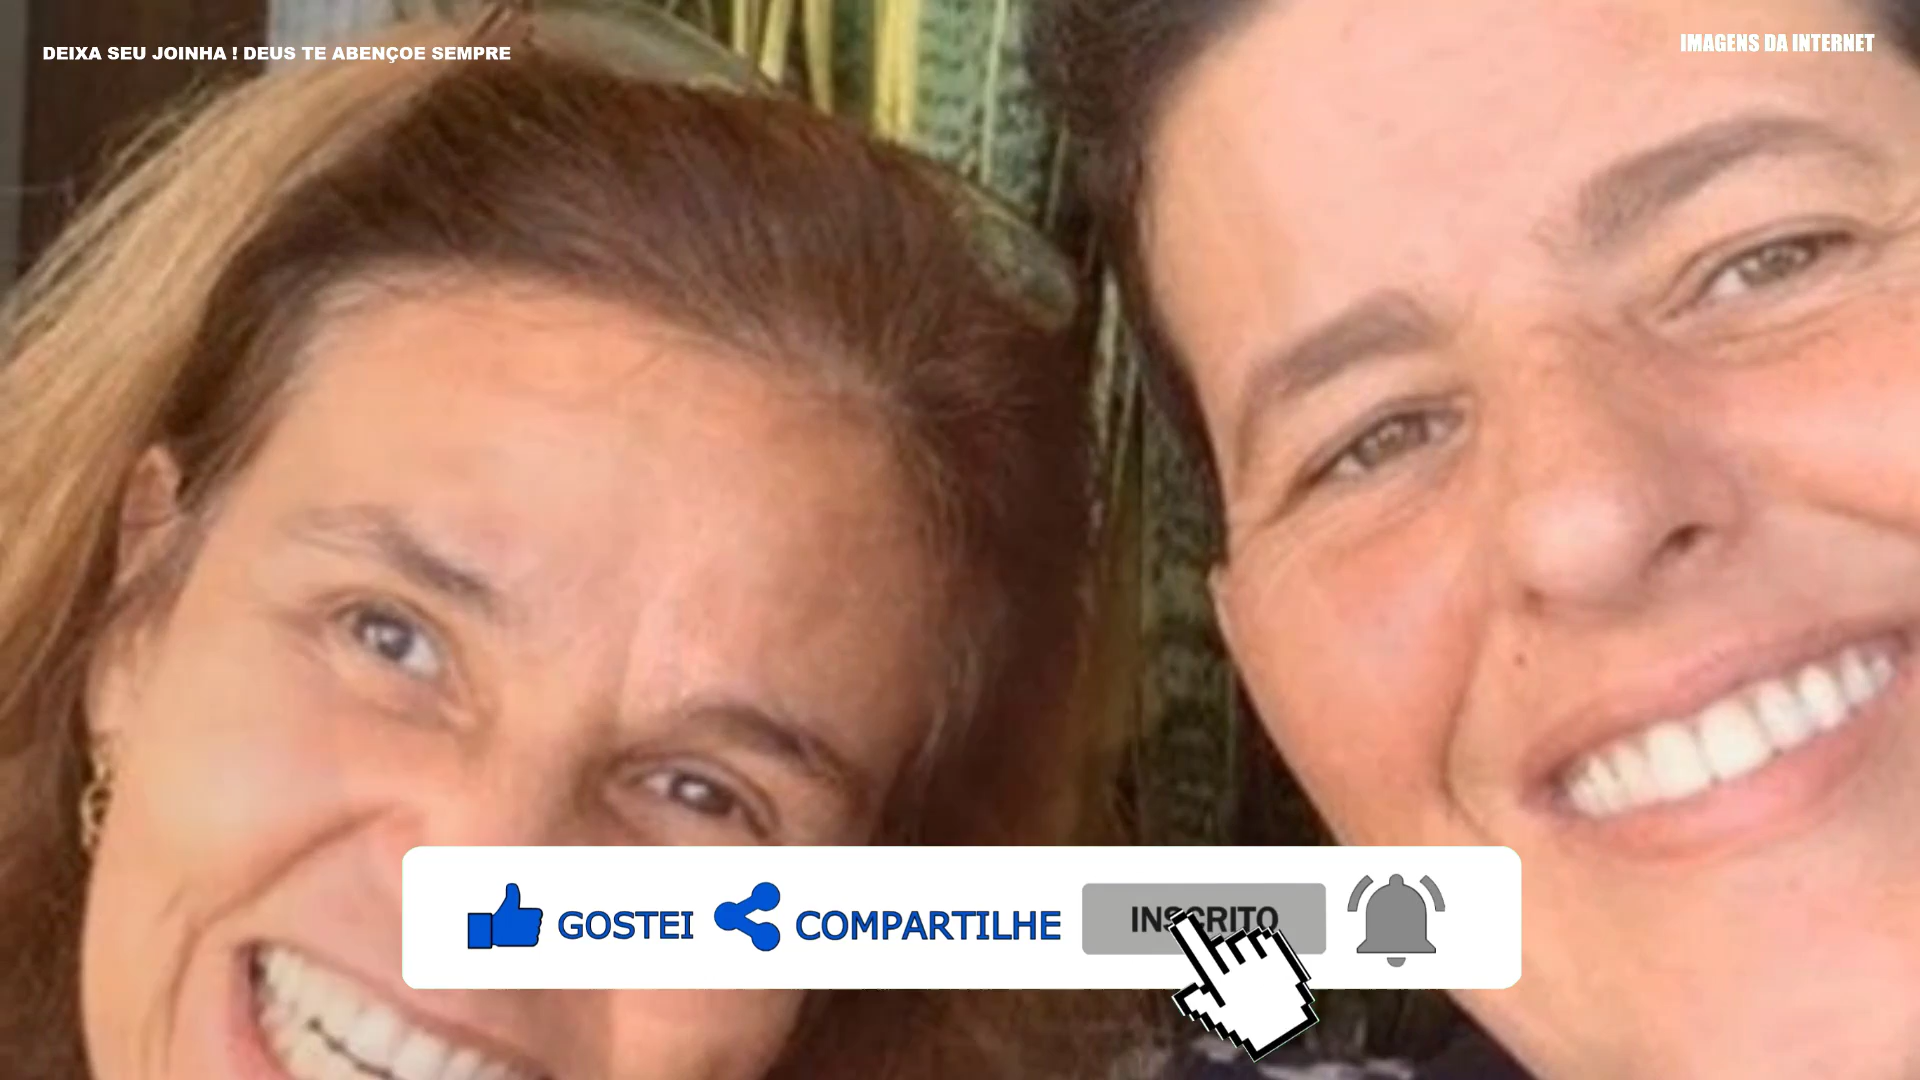 DEIXA SEU JOINHA ! DEUS TE ABENÇOE SEMPRE
IMAGENS DA INTERNET
GOSTEI COMPARTILHE INSCRITO